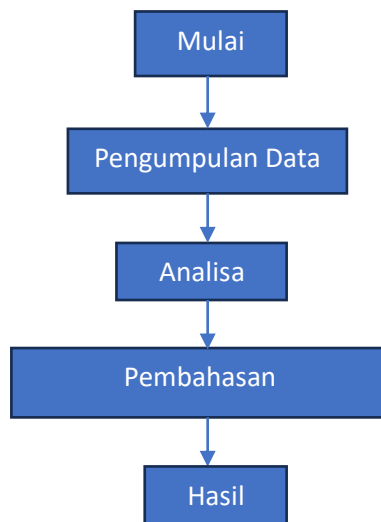 Mulai
Pengumpulan Data
Analisa
Pembahasan
Hasil